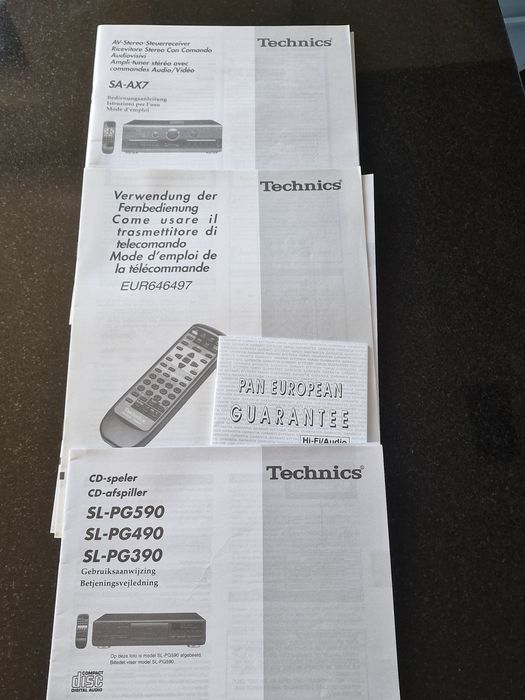 AV-Stereo-Steuerreceiver
Ricevitore Stereo Con Comando
Audiovisivi
Ampli-tuner stéréo avec
commandes Audio/Vidéo
SA-AX7
Bedienungsanleitung
Istruzioni per l'uso
Mode d'emploi
Technics
Verwendung der
Fernbedienung
Come usare il
trasmettitore di
telecomando
Mode d'emploi de
la télécommande
EUR646497
Technics
PAN EUROPEAN
GUARANTEE
Hi-Fi/Audio
CD-speler
CD-afspiller
SL-PG590
SL-PG490
SL-PG390
Gebruiksaanwijzing
Betjeningsvejledning
Technics
Op deze foto is model SL-PG590 afgebeeld.
Billedet viser model SL-PG590.
COMPACT
disc
DIGITAL AUDIO